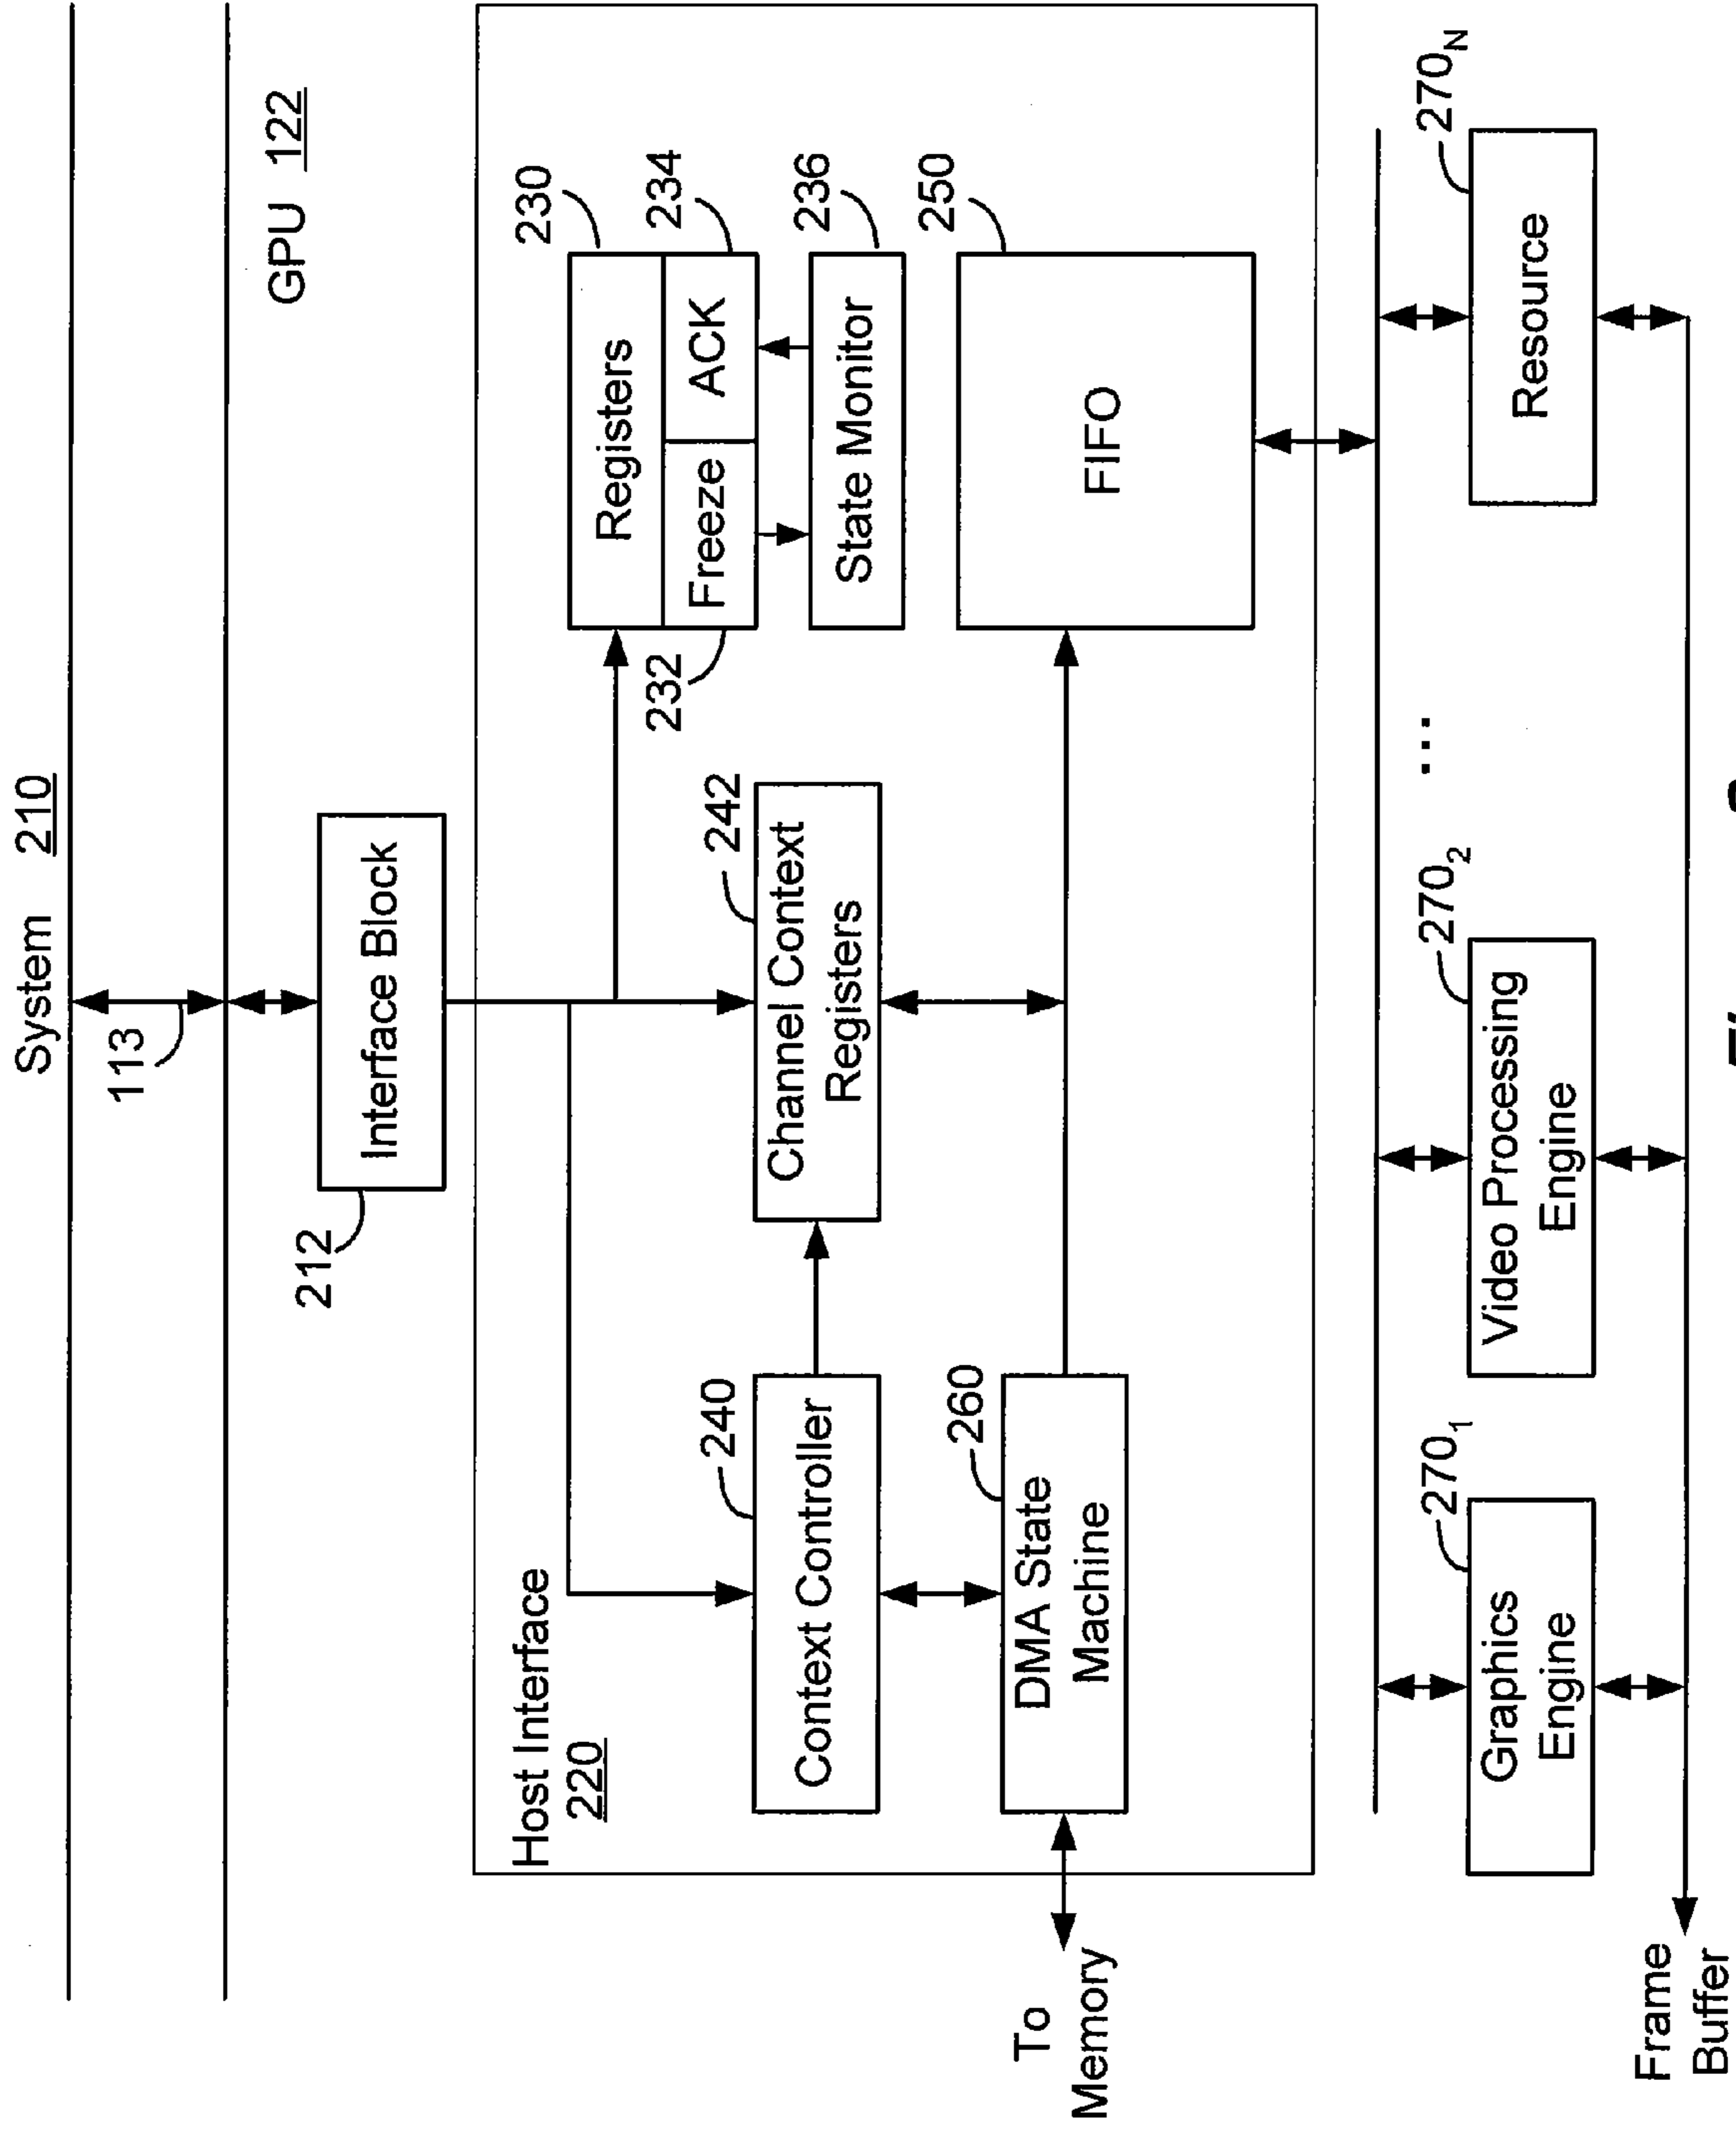 System 210
113
GPU 122
212
Interface Block
Host Interface
220
230
Registers
232
Freeze
ACK
234
State Monitor
236
240
Context Controller
242
Channel Context
Registers
260
DMA State
Machine
250
FIFO
To
Memory
270₁
Graphics
Engine
270₂
Video Processing
Engine
...
270N
Resource
Frame
Buffer